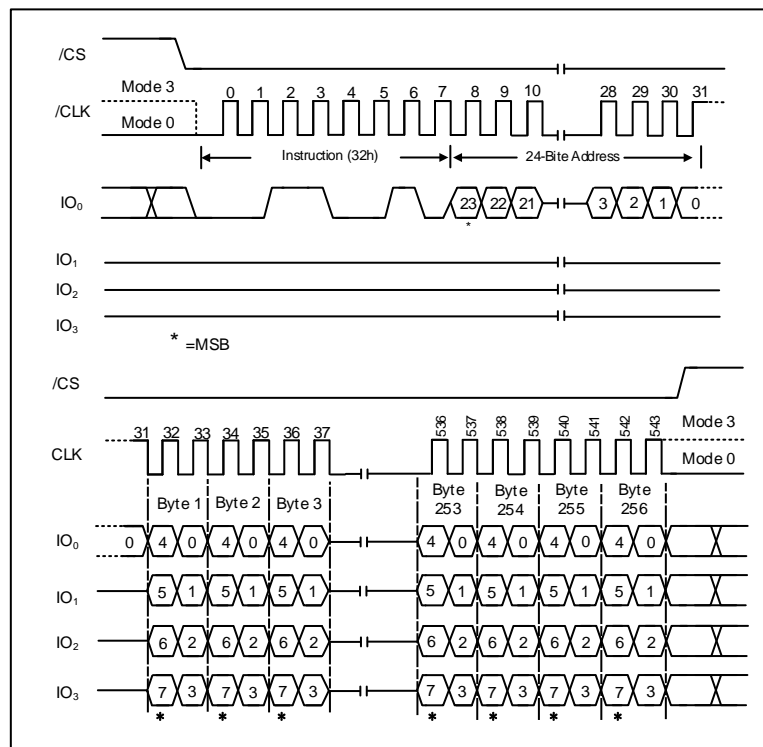 /CS
Mode 3
0 1 2 3 4 5 6 7 8 9 10 28 29 30 31
/CLK
Mode 0
Instruction (32h) 24-Bite Address
IO₀ 23 22 21 3 2 1 0
*
IO₁
IO₂
IO₃
* =MSB
/CS
31 32 33 34 35 36 37 536 537 538 539 540 541 542 543 Mode 3
CLK
Mode 0
Byte 1 Byte 2 Byte 3 Byte 253 Byte 254 Byte 255 Byte 256
IO₀ 0 4 0 4 0 4 0 4 0 4 0 4 0 4 0
IO₁ 5 1 5 1 5 1 5 1 5 1 5 1 5 1
IO₂ 6 2 6 2 6 2 6 2 6 2 6 2 6 2
IO₃ 7 3 7 3 7 3 7 3 7 3 7 3 7 3
* * * * * * *